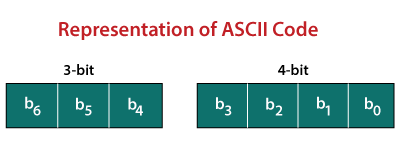 Representation of ASCII Code
3-bit 4-bit
b6 b5 b4 b3 b2 b1 b0